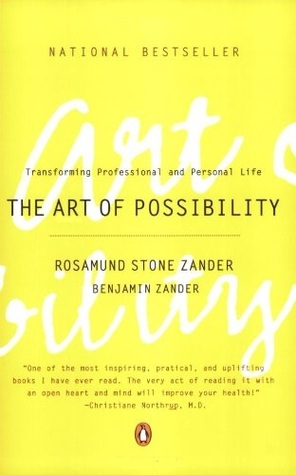 NATIONAL BESTSELLER
Art o
Transforming Professional and Personal Life
THE ART OF POSSIBILITY
ROSAMUND STONE ZANDER
BENJAMIN ZANDER
bility
"One of the most inspiring, pratical, and uplifting
books I have ever read. The very act of reading it with
an open heart and mind will improve your health!"
—Christiane Northrup, M.D.